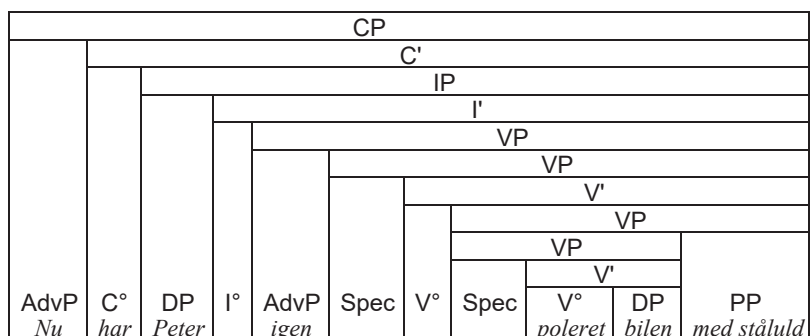 CP
C'
IP
I'
VP
VP
V'
VP
VP
V'
AdvP C° DP I° AdvP Spec V° Spec V° DP PP
Nu har Peter igen poleret bilen med ståluld